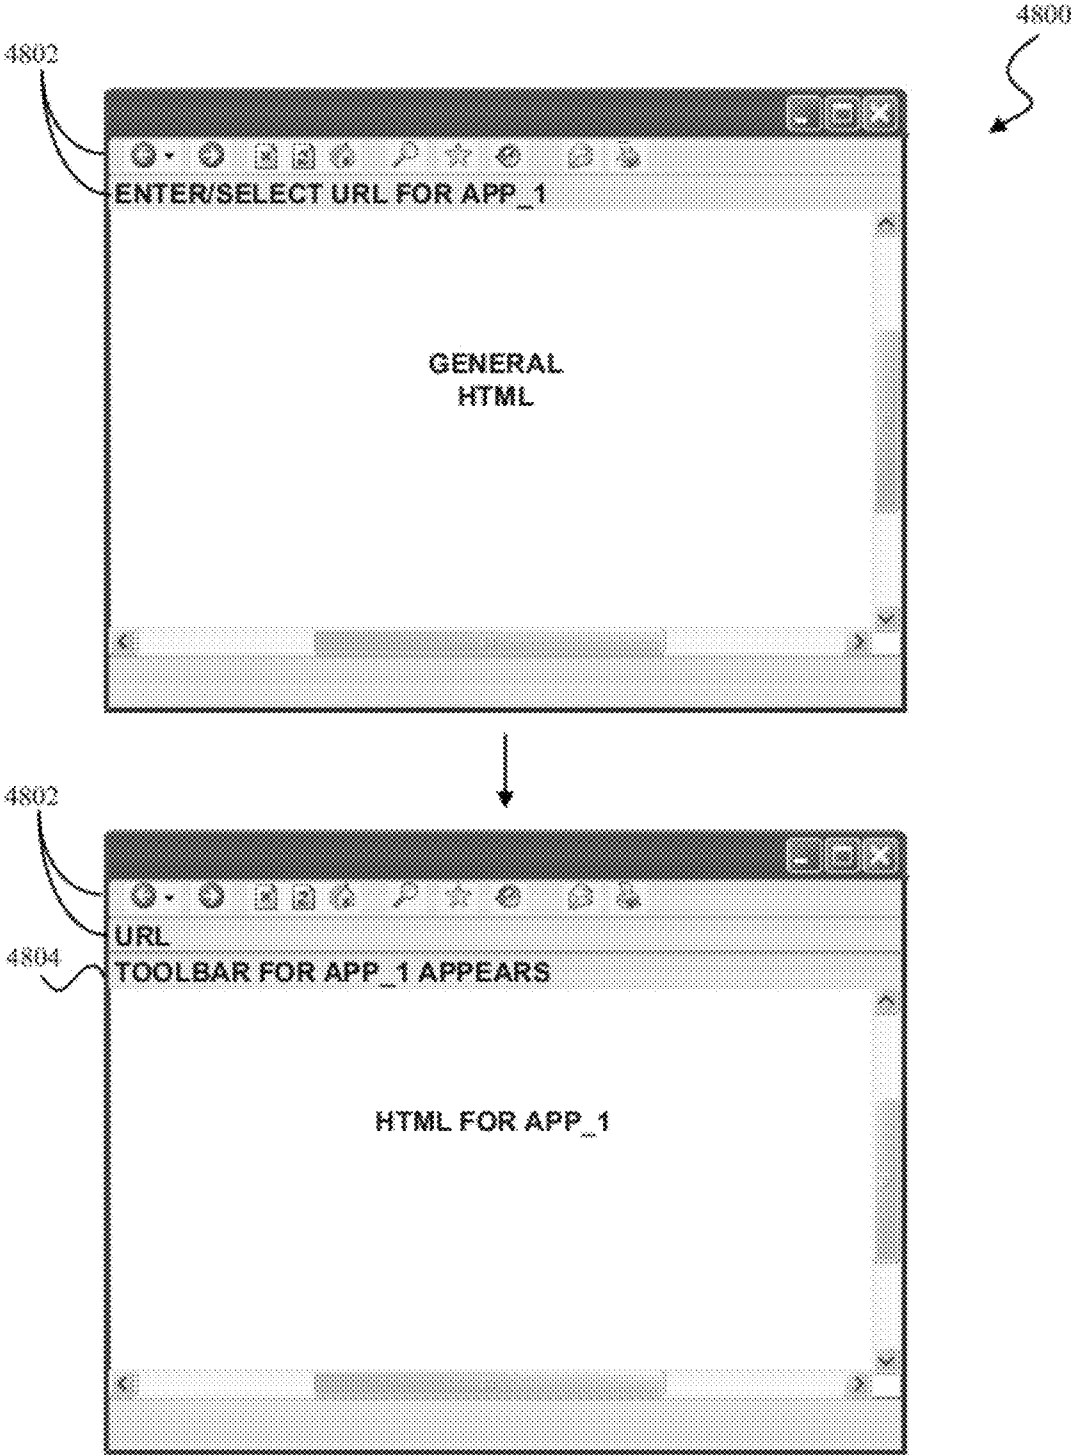 4800
4802
ENTER/SELECT URL FOR APP_1
GENERAL
HTML
4802
URL
4804
TOOLBAR FOR APP_1 APPEARS
HTML FOR APP_1